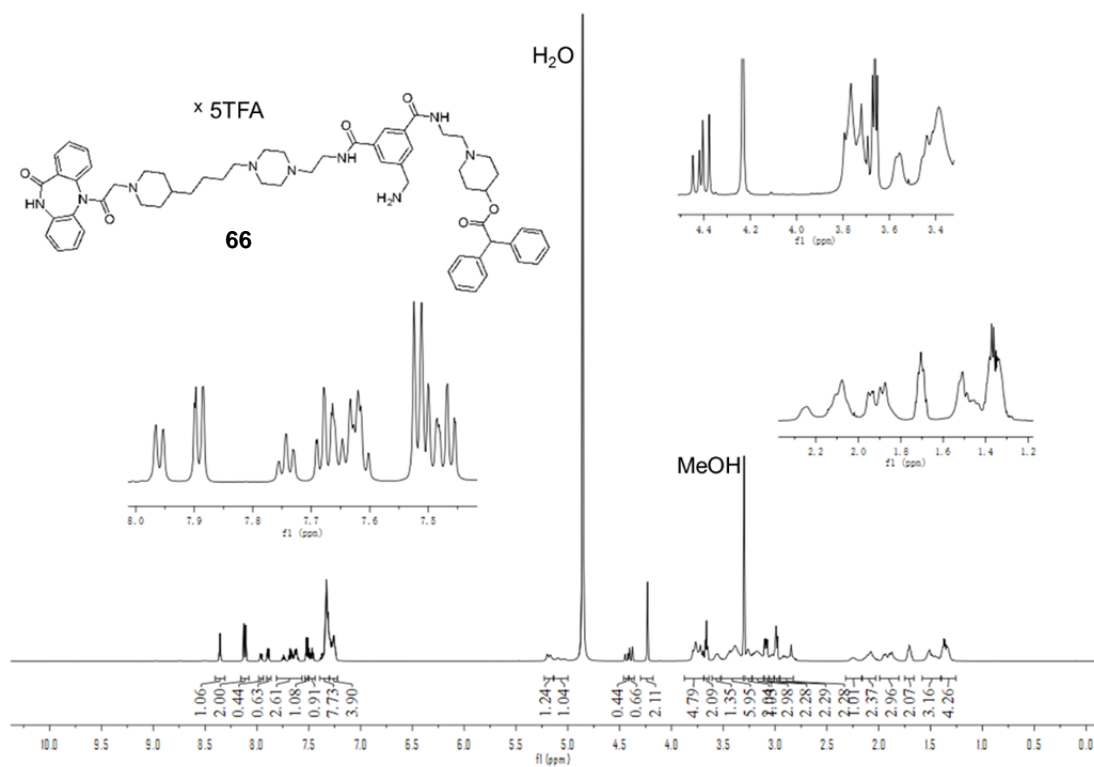 H₂O
x 5TFA
O
NH
O
N
N
NH
N
O
HN
N
O
N
N
H₂N
O
O
66
4.4 4.2 4.0 3.8 3.6 3.4
f1 (ppm)
2.2 2.0 1.8 1.6 1.4 1.2
f1 (ppm)
8.0 7.9 7.8 7.7 7.6 7.5
f1 (ppm)
MeOH
1.06 2.00 0.44 0.63 2.61 1.08 0.91 7.73 3.90 1.24 1.04 0.44 0.66 2.11 4.79 2.09 1.35 5.95 2.98 2.28 2.29 1.01 2.37 2.96 2.07 3.16 4.26
10.0 9.5 9.0 8.5 8.0 7.5 7.0 6.5 6.0 5.5 5.0 4.5 4.0 3.5 3.0 2.5 2.0 1.5 1.0 0.5 0.0
f1 (ppm)